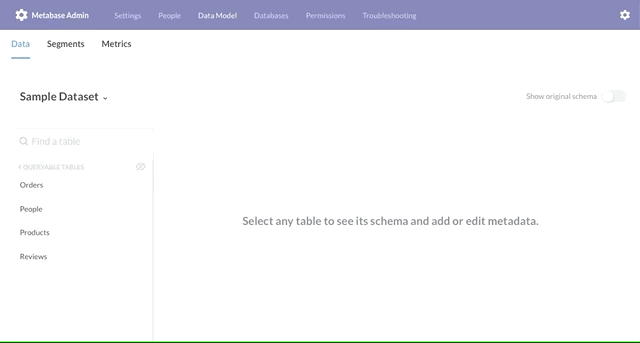 Metabase Admin Settings People Data Model Databases Permissions Troubleshooting
Data Segments Metrics
Sample Dataset Show original schema
Find a table
4 QUERYABLE TABLES
Orders
People
Products
Reviews
Select any table to see its schema and add or edit metadata.